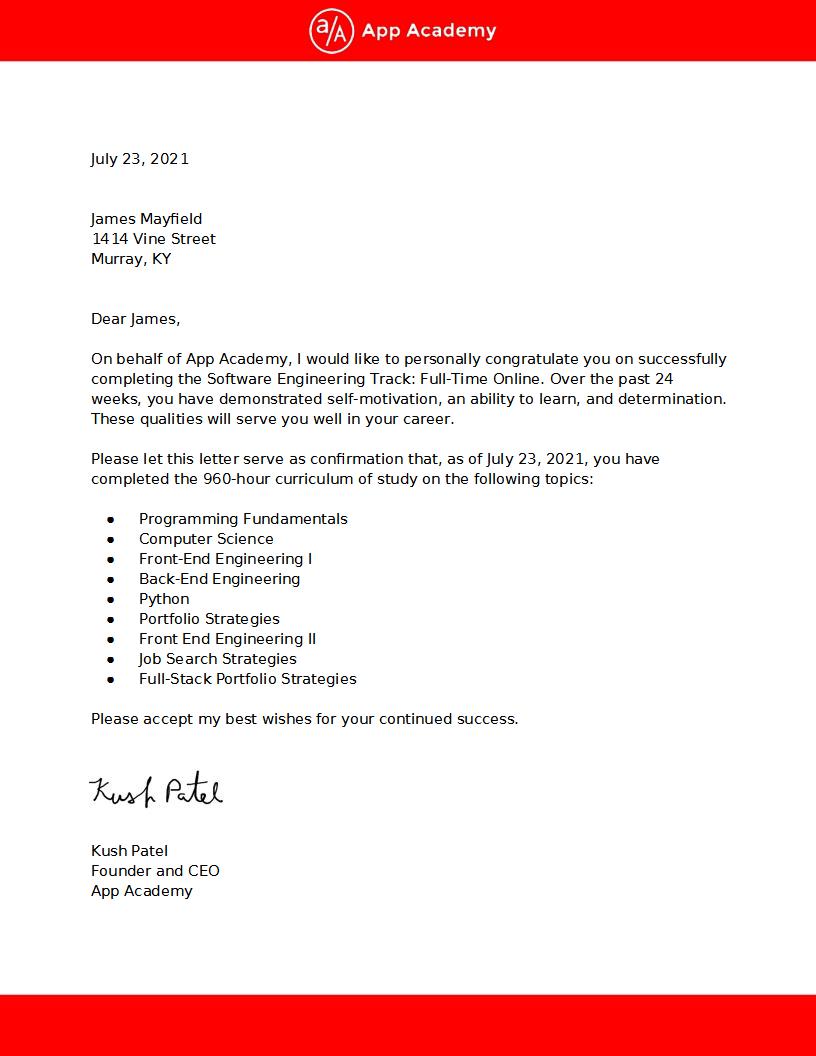 a/A App Academy
July 23, 2021
James Mayfield
1414 Vine Street
Murray, KY
Dear James,
On behalf of App Academy, I would like to personally congratulate you on successfully
completing the Software Engineering Track: Full-Time Online. Over the past 24
weeks, you have demonstrated self-motivation, an ability to learn, and determination.
These qualities will serve you well in your career.
Please let this letter serve as confirmation that, as of July 23, 2021, you have
completed the 960-hour curriculum of study on the following topics:
● Programming Fundamentals
● Computer Science
● Front-End Engineering I
● Back-End Engineering
● Python
● Portfolio Strategies
● Front End Engineering II
● Job Search Strategies
● Full-Stack Portfolio Strategies
Please accept my best wishes for your continued success.
Kush Patel
Kush Patel
Founder and CEO
App Academy